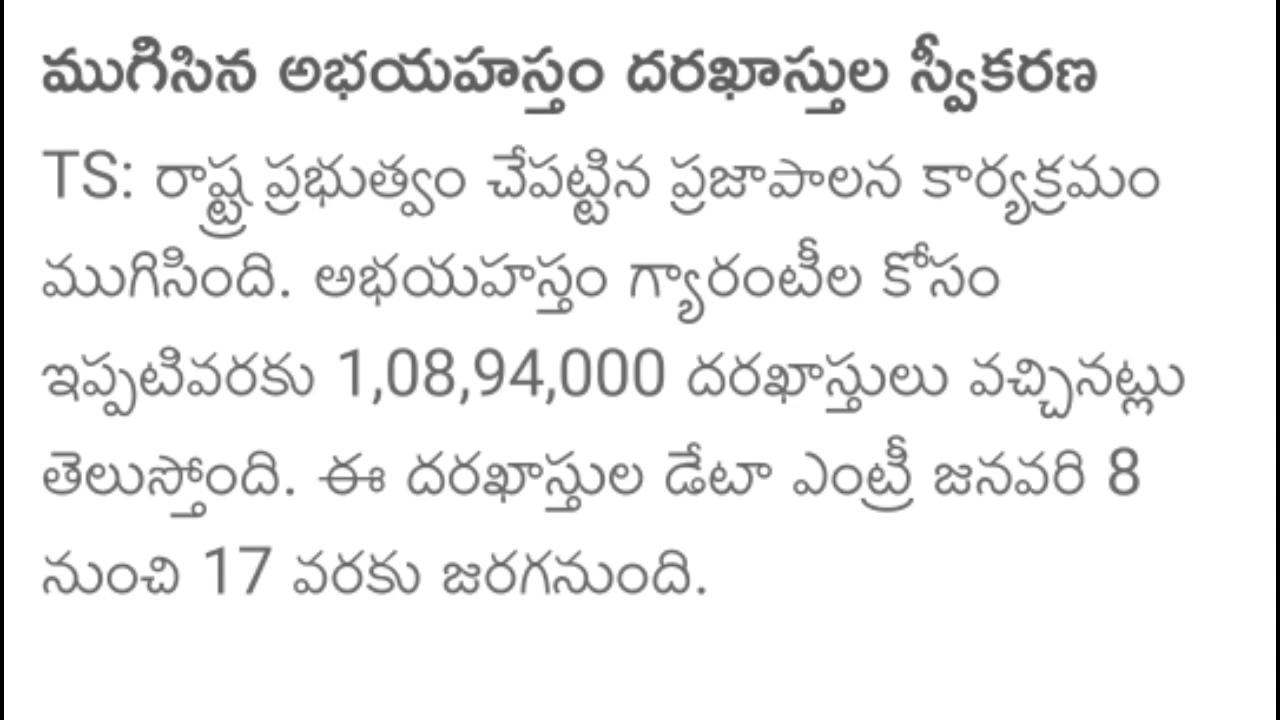 ముగిసిన అభయహస్తం దరఖాస్తుల స్వీకరణ
TS: రాష్ట్ర ప్రభుత్వం చేపట్టిన ప్రజాపాలన కార్యక్రమం
ముగిసింది. అభయహస్తం గ్యారంటీల కోసం
ఇప్పటివరకు 1,08,94,000 దరఖాస్తులు వచ్చినట్లు
తెలుస్తోంది. ఈ దరఖాస్తుల డేటా ఎంట్రీ జనవరి 8
నుంచి 17 వరకు జరగనుంది.